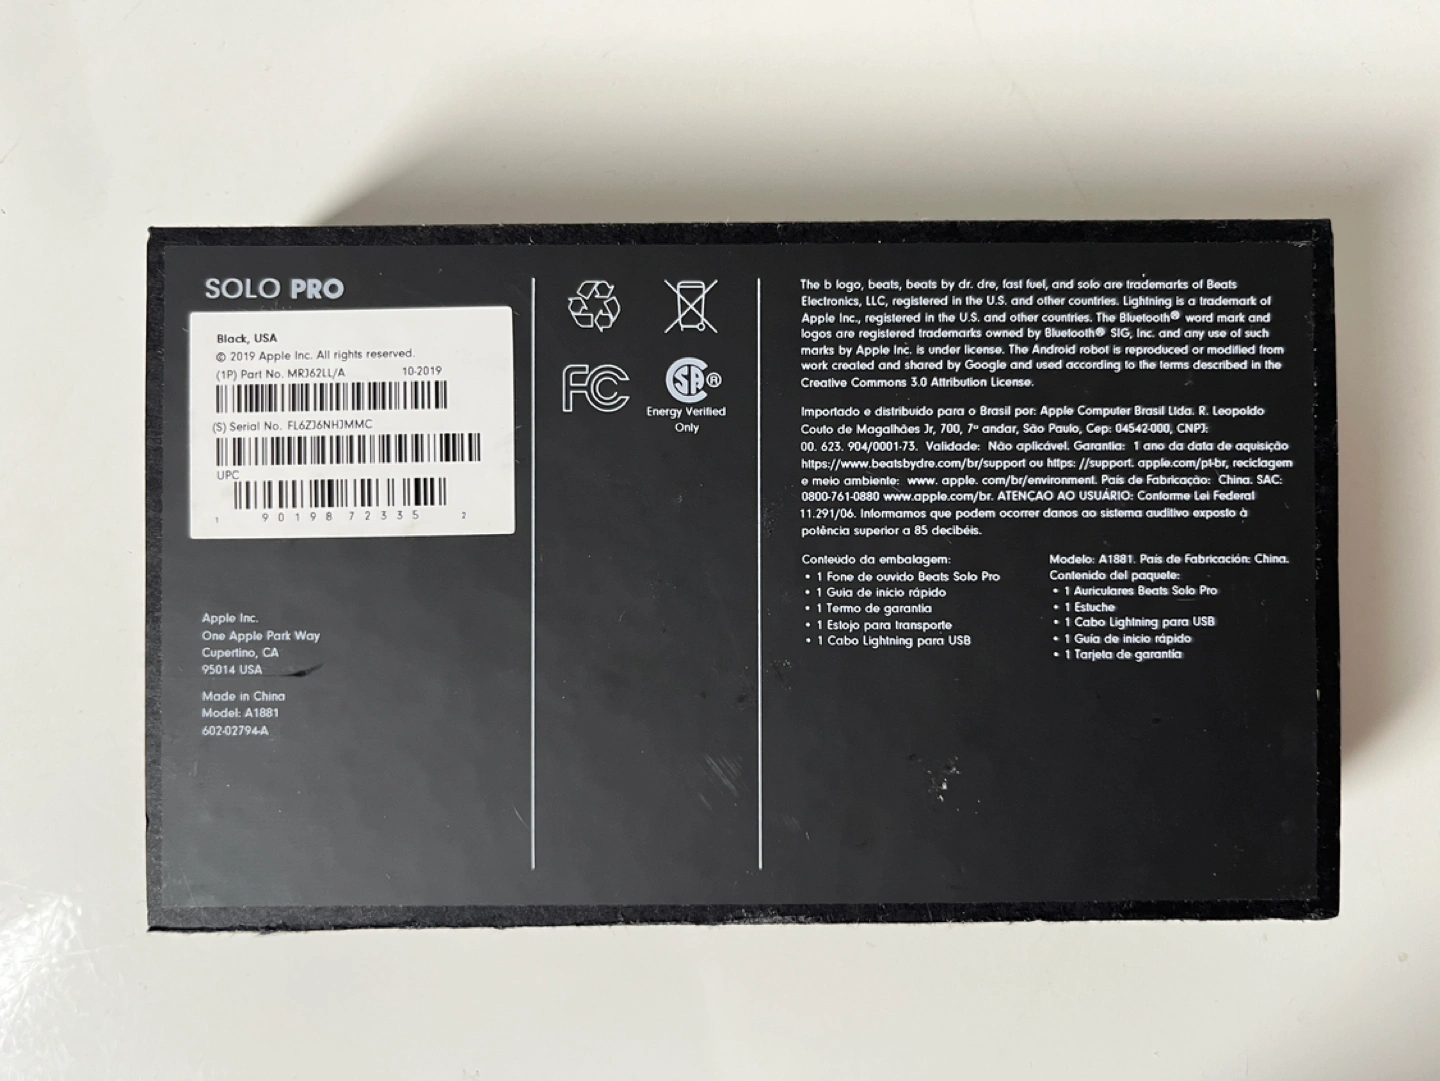 SOLO PRO
Black, USA
© 2019 Apple Inc. All rights reserved.
(1P) Part No. MRJ62LL/A 10-2019
(S) Serial No. FL6ZJ6NHJMMC
UPC
1 90198 72335 2
Apple Inc.
One Apple Park Way
Cupertino, CA
95014 USA
Made in China
Model: A1881
602-02794-A
FC
SA®
Energy Verified
Only
The b logo, beats, beats by dr. dre, fast fuel, and solo are trademarks of Beats
Electronics, LLC, registered in the U.S. and other countries. Lightning is a trademark of
Apple Inc., registered in the U.S. and other countries. The Bluetooth® word mark and
logos are registered trademarks owned by Bluetooth® SIG, Inc. and any use of such
marks by Apple Inc. is under license. The Android robot is reproduced or modified from
work created and shared by Google and used according to the terms described in the
Creative Commons 3.0 Attribution License.
Importado e distribuído para o Brasil por: Apple Computer Brasil Ltda. R. Leopoldo
Couto de Magalhães Jr, 700, 7º andar, São Paulo, Cep: 04542-000, CNPJ:
00. 623. 904/0001-73. Validade: Não aplicável. Garantia: 1 ano da data de aquisição
https://www.beatsbydre.com/br/support ou https: //support. apple.com/pt-br, reciclagem
e meio ambiente: www. apple. com/br/environment. País de Fabricação: China. SAC:
0800-761-0880 www.apple.com/br. ATENÇAO AO USUÁRIO: Conforme Lei Federal
11.291/06. Informamos que podem ocorrer danos ao sistema auditivo exposto à
potência superior a 85 decibéis.
Conteúdo da embalagem:
• 1 Fone de ouvido Beats Solo Pro
• 1 Guia de início rápido
• 1 Termo de garantia
• 1 Estojo para transporte
• 1 Cabo Lightning para USB
Modelo: A1881. País de Fabricación: China.
Contenido del paquete:
• 1 Auriculares Beats Solo Pro
• 1 Estuche
• 1 Cabo Lightning para USB
• 1 Guía de inicio rápido
• 1 Tarjeta de garantía